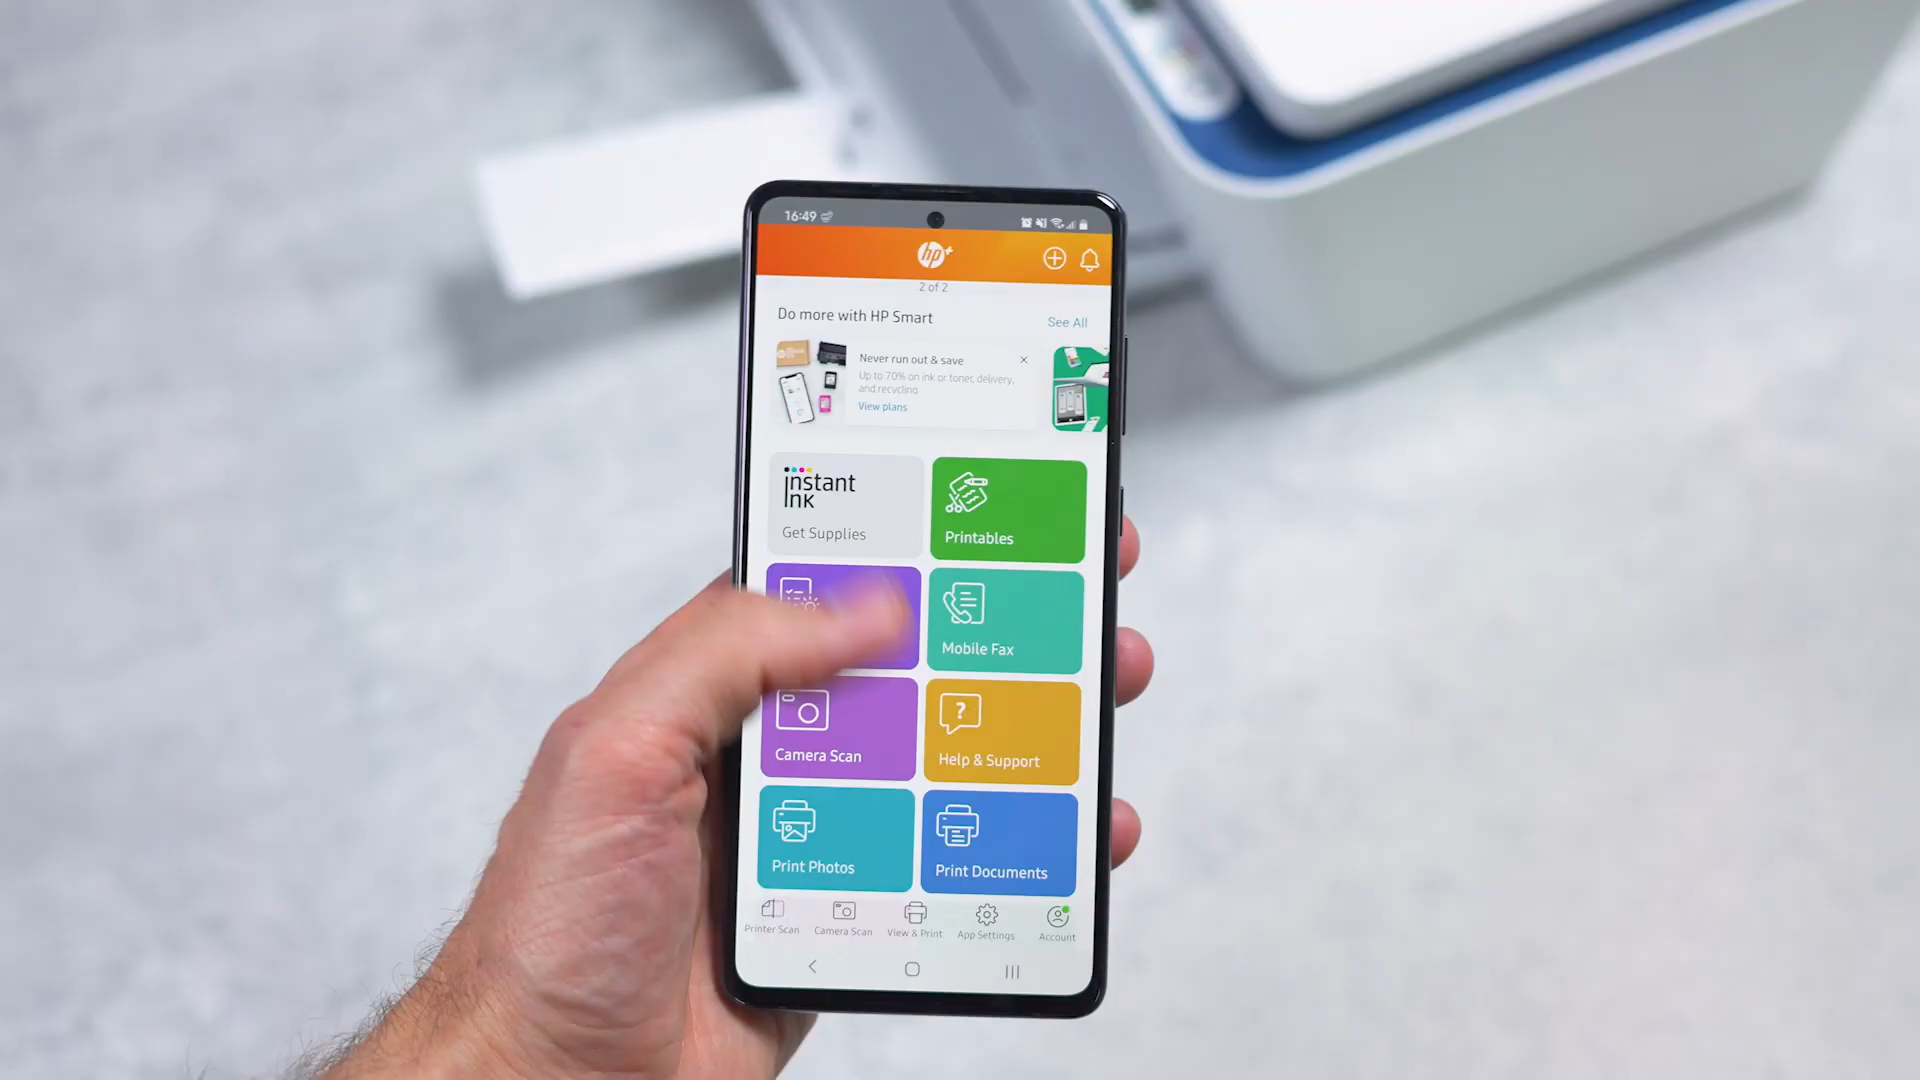 16:49
hp+
2 of 2
Do more with HP Smart
See All
Never run out & save
Up to 70% on ink or toner, delivery,
and recycling
View plans
instant
ink
Get Supplies
Printables
Mobile Fax
Camera Scan
Help & Support
Print Photos
Print Documents
Printer Scan
Camera Scan
View & Print
App Settings
Account